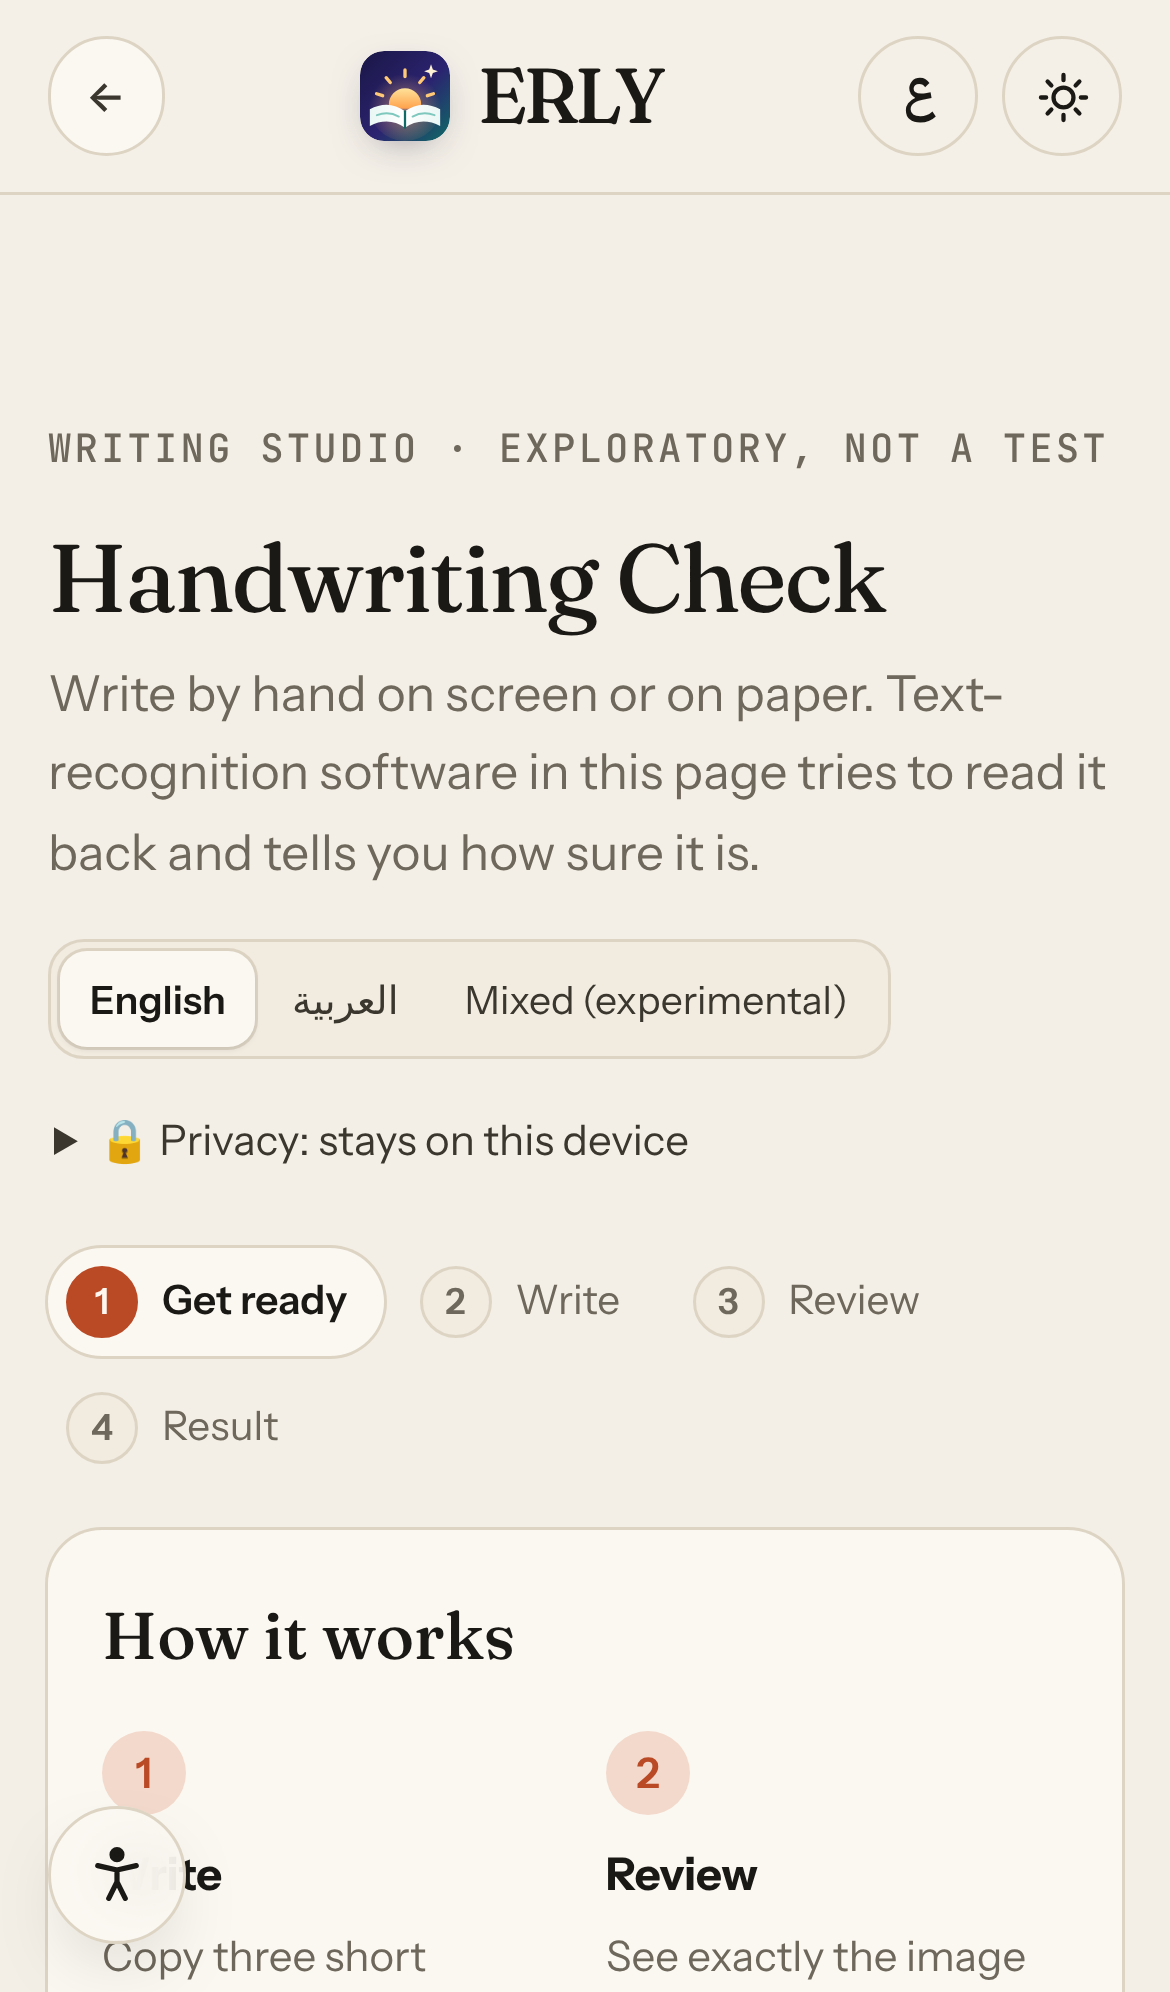 ERLY
ع
WRITING STUDIO · EXPLORATORY, NOT A TEST
Handwriting Check
Write by hand on screen or on paper. Text-
recognition software in this page tries to read it
back and tells you how sure it is.
English العربية Mixed (experimental)
Privacy: stays on this device
1 Get ready 2 Write 3 Review
4 Result
How it works
1 2
Review
Copy three short See exactly the image